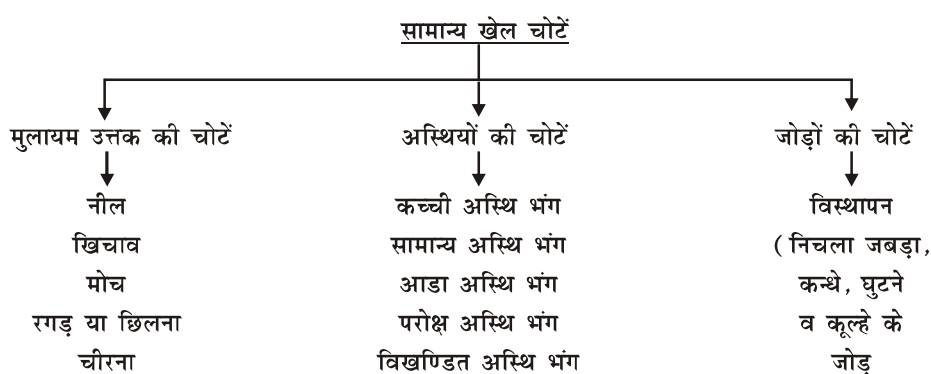 सामान्य खेल चोटें
मुलायम उत्तक की चोटें
नील
खिचाव
मोच
रगड़ या छिलना
चीरना
अस्थियों की चोटें
कच्ची अस्थि भंग
सामान्य अस्थि भंग
आडा अस्थि भंग
परोक्ष अस्थि भंग
विखण्डित अस्थि भंग
जोड़ों की चोटें
विस्थापन
(निचला जबड़ा,
कन्धे, घुटने
व कूल्हे के
जोड़